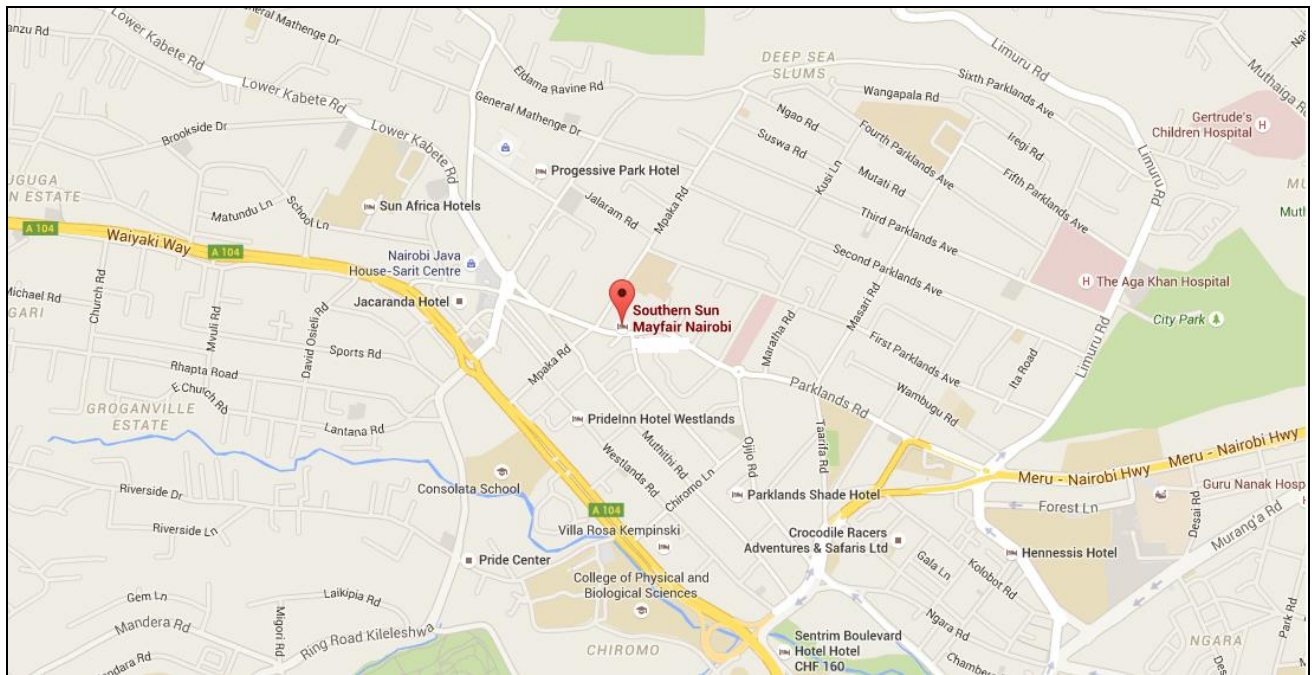 anzu Rd
Lower Kabete Rd
General Mathenge Dr
Lower Kabete Rd
Brookside Dr
Lower Kabete Rd
Eldama Ravine Rd
General Mathenge Dr
DEEP SEA
SLUMS
Limuru Rd
Sixth Parklands Ave
Wangapala Rd
Muthaiga Rd
Gertrude's
Children Hospital
Ngao Rd
Suswa Rd
Fourth Parklands Ave
Iregi Rd
Kusi Ln
Mutati Rd
Fifth Parklands Ave
Limuru Rd
Progessive Park Hotel
Jalaram Rd
Mpaka Rd
Third Parklands Ave
UGUGA
N ESTATE
Matundu Ln
School Ln
Sun Africa Hotels
A 104
Waiyaki Way
A 104
Nairobi Java
House-Sarit Centre
Second Parklands Ave
The Aga Khan Hospital
City Park
MU
Muth
Michael Rd
GARI
Church Rd
Mvuli Rd
David Osieli Rd
Jacaranda Hotel
Southern Sun
Mayfair Nairobi
Masari Rd
Maratha Rd
First Parklands Ave
Ita Road
Limuru Rd
Sports Rd
Rhapta Road
E Church Rd
Mpaka Rd
Parklands Rd
Wambugu Rd
GROGANVILLE
ESTATE
Lantana Rd
PrideInn Hotel Westlands
Muthithi Rd
Westlands Rd
Ojijo Rd
Taarifa Rd
Chiromo Ln
Consolata School
Meru - Nairobi Hwy
Meru - Nairobi Hwy
Riverside Dr
Riverside Ln
Parklands Shade Hotel
Forest Ln
Guru Nanak Hosp
Desai Rd
Murang'a Rd
A 104
Villa Rosa Kempinski
Crocodile Racers
Adventures & Safaris Ltd
Hennessis Hotel
Pride Center
College of Physical and
Biological Sciences
Gala Ln
Kolobot Rd
Gem Ln
Laikipia Rd
Mandera Rd
Migori Rd
Ring Road Kileleshwa
CHIROMO
Ngara Rd
Sentrim Boulevard
Hotel Hotel
CHF 160
NGARA
Park Rd
Des
Chambers
ndara Rd